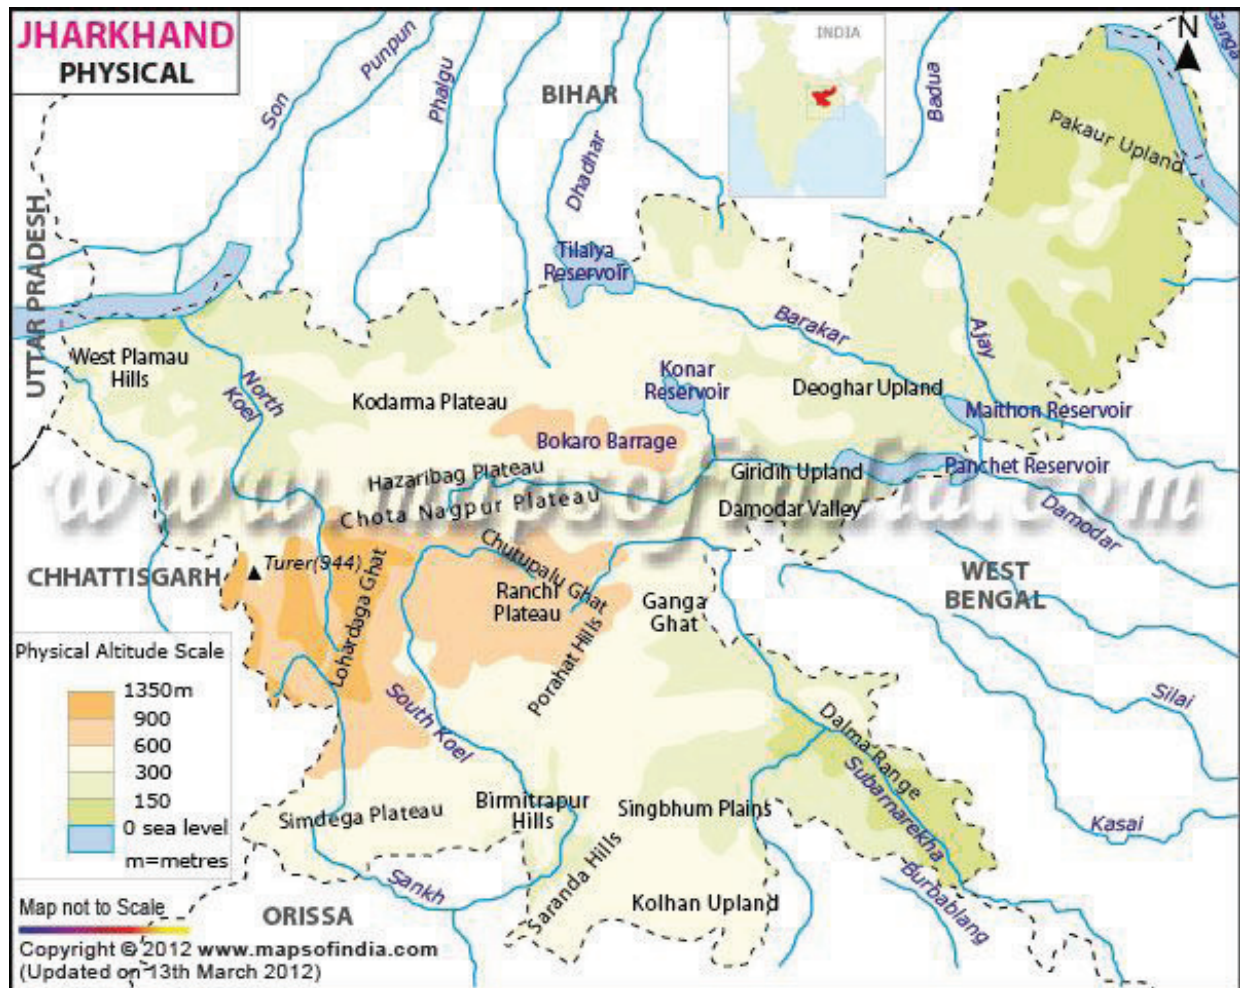 JHARKHAND
PHYSICAL
Son
Punpun
Phalgu
BIHAR
Dhadhar
INDIA
Badua
N
Ganga
Pakaur Upland
UTTAR PRADESH
Tilaiya
Reservoir
Barakar
Ajay
West Plamau
Hills
North
Koel
Kodarma Plateau
Konar
Reservoir
Deoghar Upland
Maithon Reservoir
Bokaro Barrage
Hazaribag Plateau
Giridih Upland
Panchet Reservoir
www.mapsofindia.com
Chota Nagpur Plateau
Damodar Valley
Damodar
CHHATTISGARH
Turer(944)
Lohardaga Ghat
Chutupalu Ghat
Ranchi
Plateau
Porahat Hills
Ganga
Ghat
WEST
BENGAL
South Koel
Silai
Dalma Range
Subarnarekha
Kasai
Simdega Plateau
Birmitrapur
Hills
Singbhum Plains
Saranda Hills
Kolhan Upland
Burbablang
Sankh
ORISSA
Physical Altitude Scale
1350m
900
600
300
150
0 sea level
m=metres
Map not to Scale
Copyright © 2012 www.mapsofindia.com
(Updated on 13th March 2012)